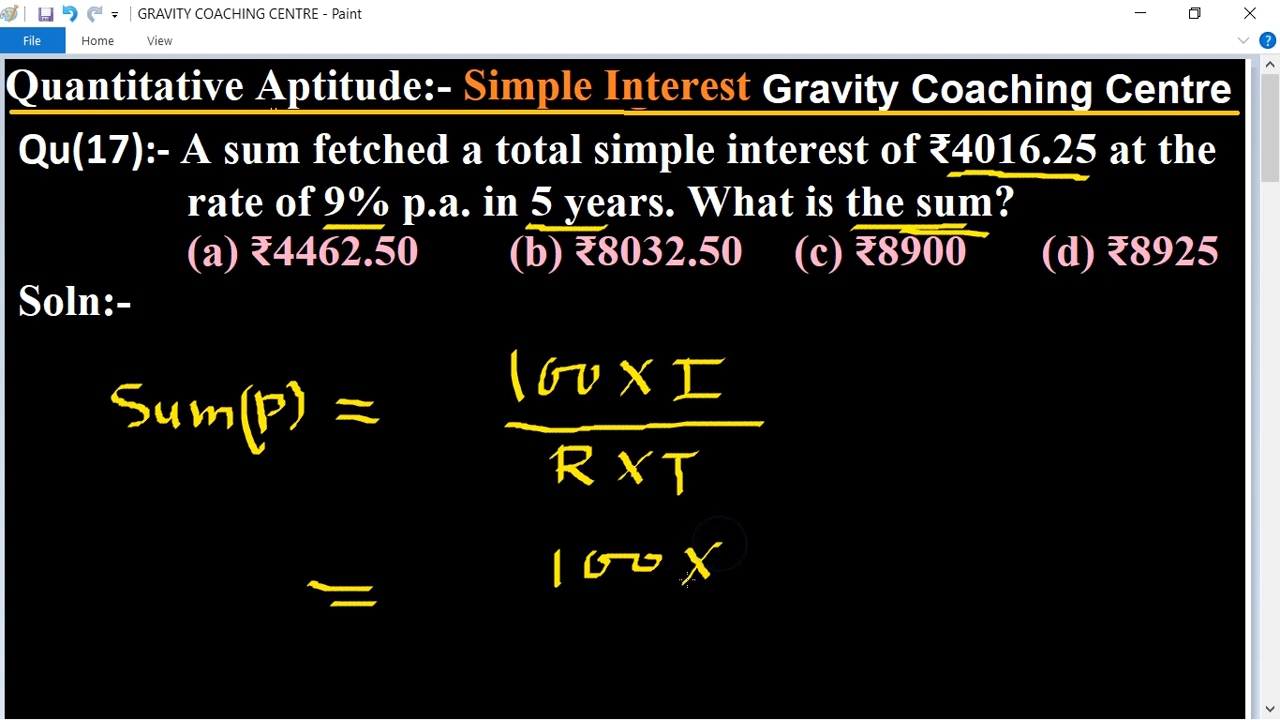 GRAVITY COACHING CENTRE - Paint
File Home View
Quantitative Aptitude:- Simple Interest Gravity Coaching Centre
Qu(17):- A sum fetched a total simple interest of ₹4016.25 at the
rate of 9% p.a. in 5 years. What is the sum?
(a) ₹4462.50 (b) ₹8032.50 (c) ₹8900 (d) ₹8925
Soln:-
100 X I
Sum(P) =
R X T
100 X
=